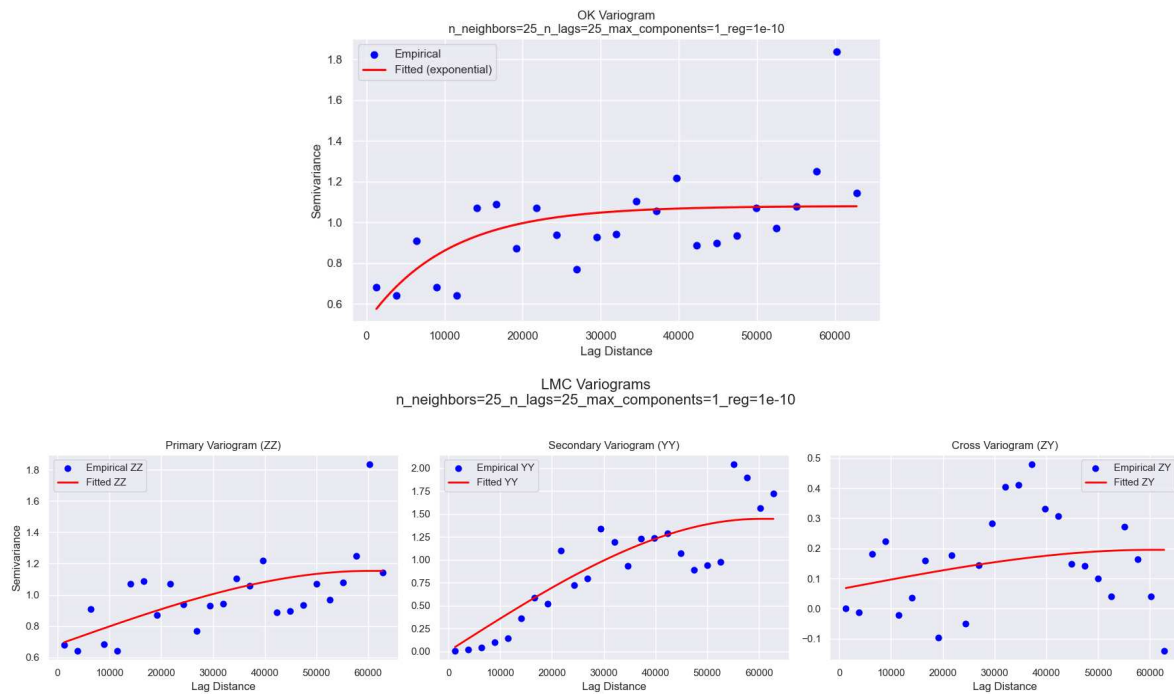 OK Variogram
n_neighbors=25_n_lags=25_max_components=1_reg=1e-10
Empirical
Fitted (exponential)
Semivariance
1.8
1.6
1.4
1.2
1.0
0.8
0.6
0 10000 20000 30000 40000 50000 60000
Lag Distance
LMC Variograms
n_neighbors=25_n_lags=25_max_components=1_reg=1e-10
Primary Variogram (ZZ)
Empirical ZZ
Fitted ZZ
Semivariance
1.8
1.6
1.4
1.2
1.0
0.8
0.6
0 10000 20000 30000 40000 50000 60000
Lag Distance
Secondary Variogram (YY)
Empirical YY
Fitted YY
2.00
1.75
1.50
1.25
1.00
0.75
0.50
0.25
0.00
0 10000 20000 30000 40000 50000 60000
Lag Distance
Cross Variogram (ZY)
Empirical ZY
Fitted ZY
0.5
0.4
0.3
0.2
0.1
0.0
−0.1
0 10000 20000 30000 40000 50000 60000
Lag Distance